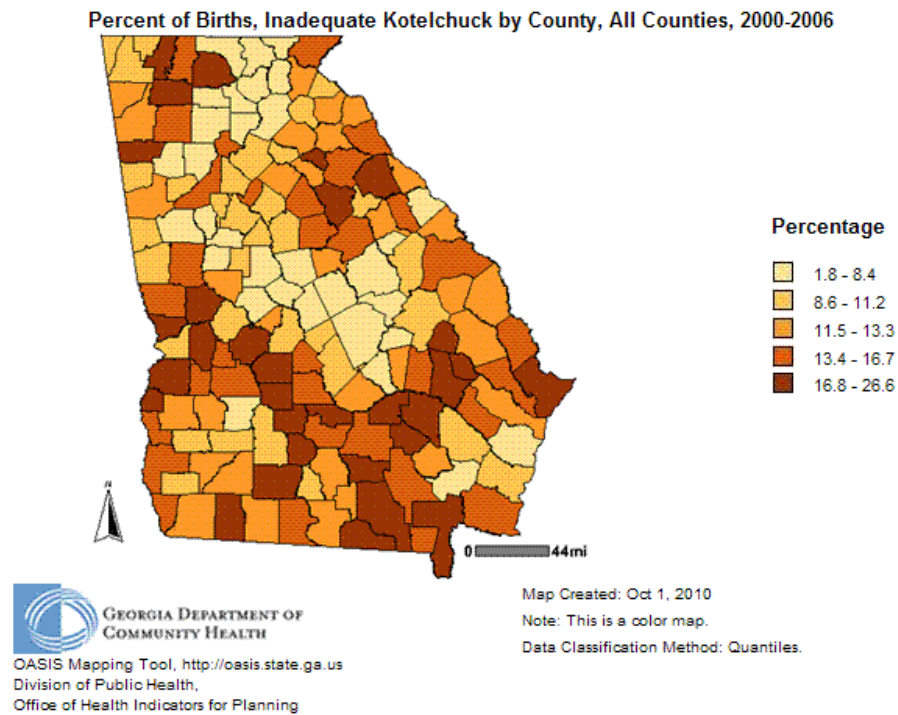 Percent of Births, Inadequate Kotelchuck by County, All Counties, 2000-2006
Percentage
1.8 - 8.4
8.6 - 11.2
11.5 - 13.3
13.4 - 16.7
16.8 - 26.6
N
0 44mi
GEORGIA DEPARTMENT OF
COMMUNITY HEALTH
OASIS Mapping Tool, http://oasis.state.ga.us
Division of Public Health,
Office of Health Indicators for Planning
Map Created: Oct 1, 2010
Note: This is a color map.
Data Classification Method: Quantiles.